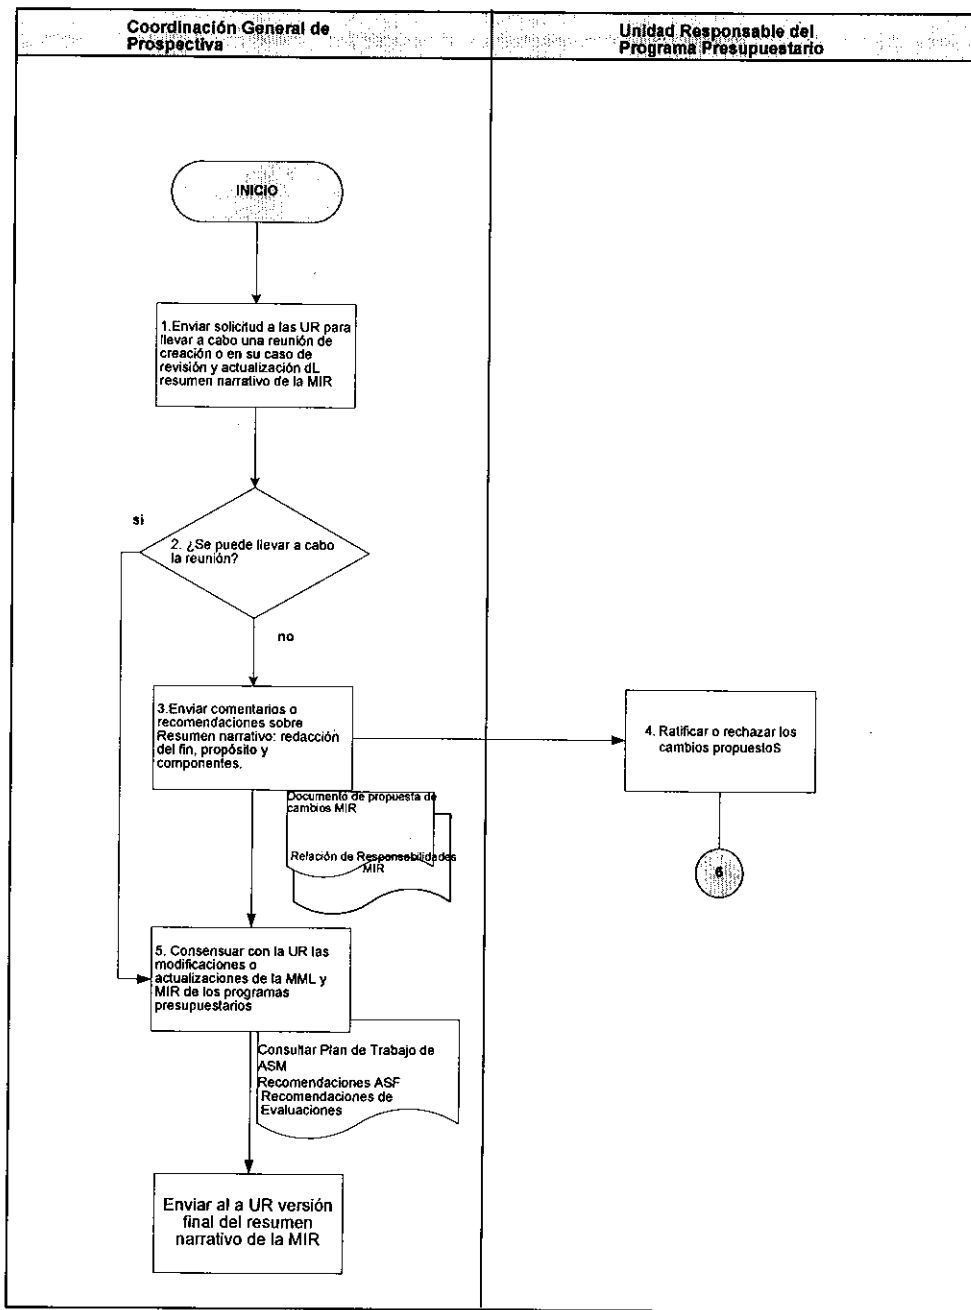 Coordinación General de
Prospectiva
Unidad Responsable del
Programa Presupuestario
INICIO
1.Enviar solicitud a las UR para
llevar a cabo una reunión de
creación o en su caso de
revisión y actualización dL
resumen narrativo de la MIR
si
2. ¿Se puede llevar a cabo
la reunión?
no
3.Enviar comentarios o
recomendaciones sobre
Resumen narrativo: redacción
del fin, propósito y
componentes.
4. Ratificar o rechazar los
cambios propuestoS
Documento de propuesta de
cambios MIR
Relación de Responsabilidades
MIR
6
5. Consensuar con la UR las
modificaciones o
actualizaciones de la MML y
MIR de los programas
presupuestarios
Consultar Plan de Trabajo de
ASM
Recomendaciones ASF
Recomendaciones de
Evaluaciones
Enviar al a UR versión
final del resumen
narrativo de la MIR